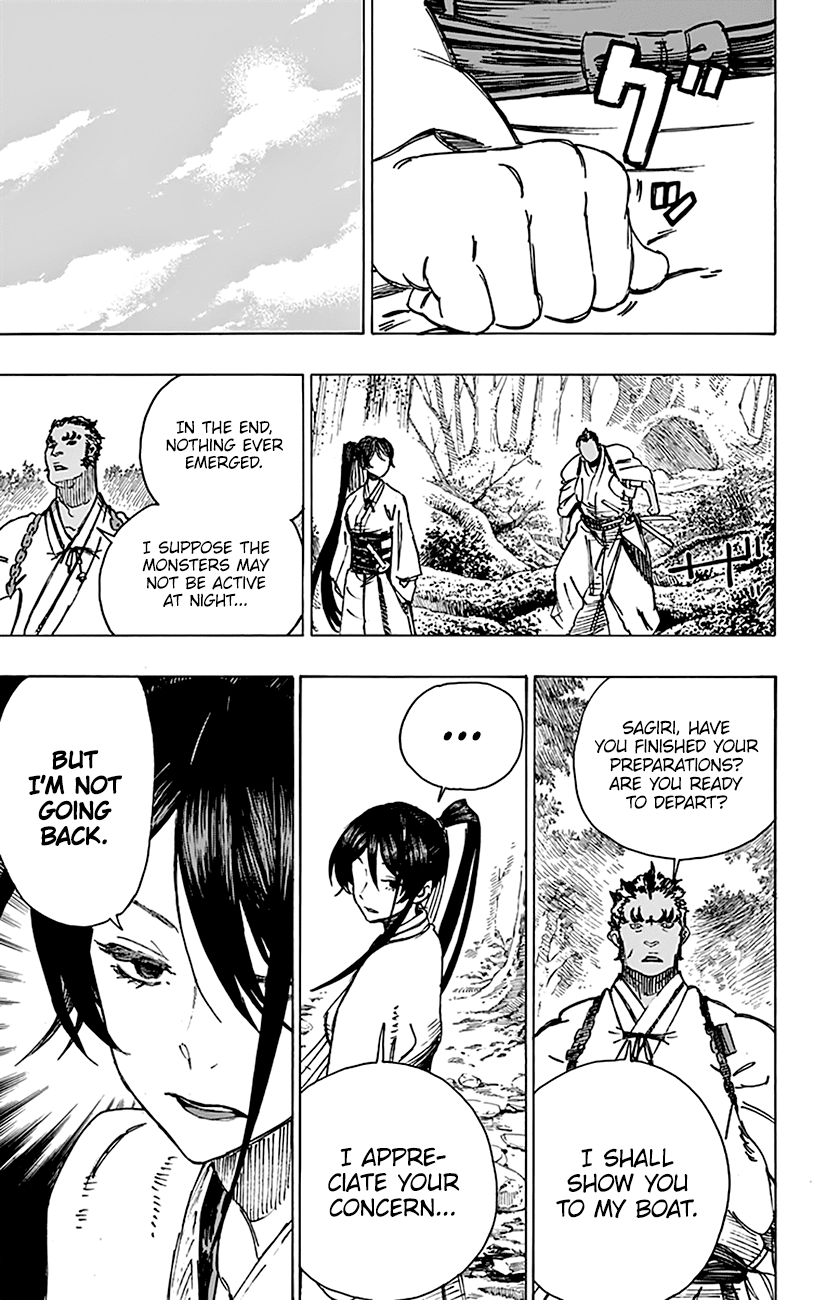 グッ
ザッ
IN THE END,
NOTHING EVER
EMERGED.
I SUPPOSE THE
MONSTERS MAY
NOT BE ACTIVE
AT NIGHT...
SAGIRI, HAVE
YOU FINISHED YOUR
PREPARATIONS?
ARE YOU READY
TO DEPART?
I SHALL
SHOW YOU
TO MY BOAT.
...
I APPRE-
CIATE YOUR
CONCERN...
BUT
I'M NOT
GOING
BACK.